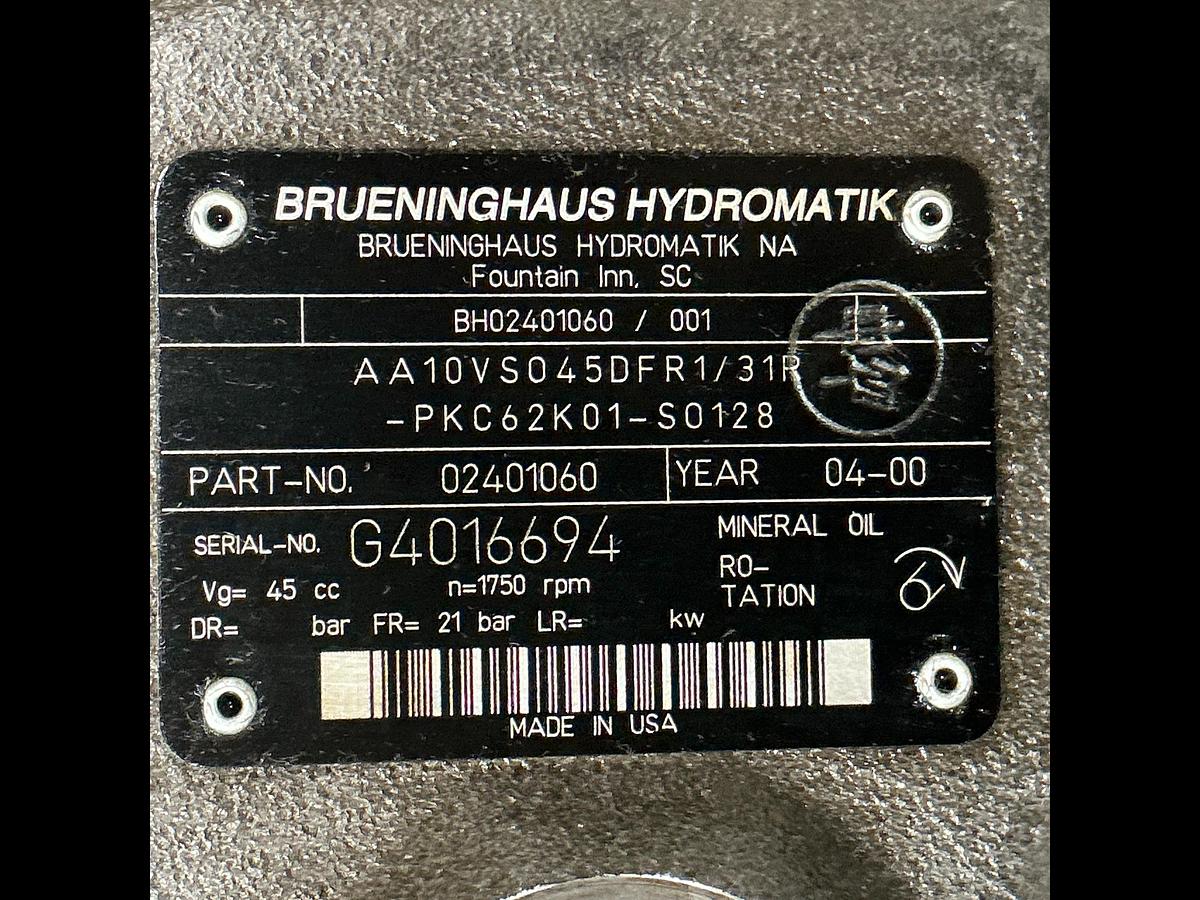 BRUENINGHAUS HYDROMATIK
BRUENINGHAUS HYDROMATIK NA
Fountain Inn, SC
BH02401060 / 001
AA10VSO45DFR1/31R
-PKC62K01-SO128
PART-NO. 02401060 YEAR 04-00
SERIAL-NO. G4016694 MINERAL OIL
Vg= 45 cc n=1750 rpm RO-
TATION
DR= bar FR= 21 bar LR= kw
MADE IN USA